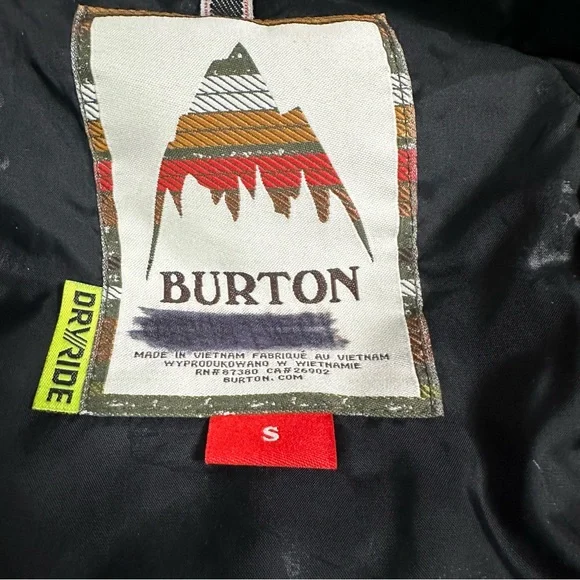 BURTON
MADE IN VIETNAM FABRIQUÉ AU VIETNAM
WYPRODUKOWANO W WIETNAMIE
RN#87380 CA#26902
BURTON.COM
DRY//RIDE
S